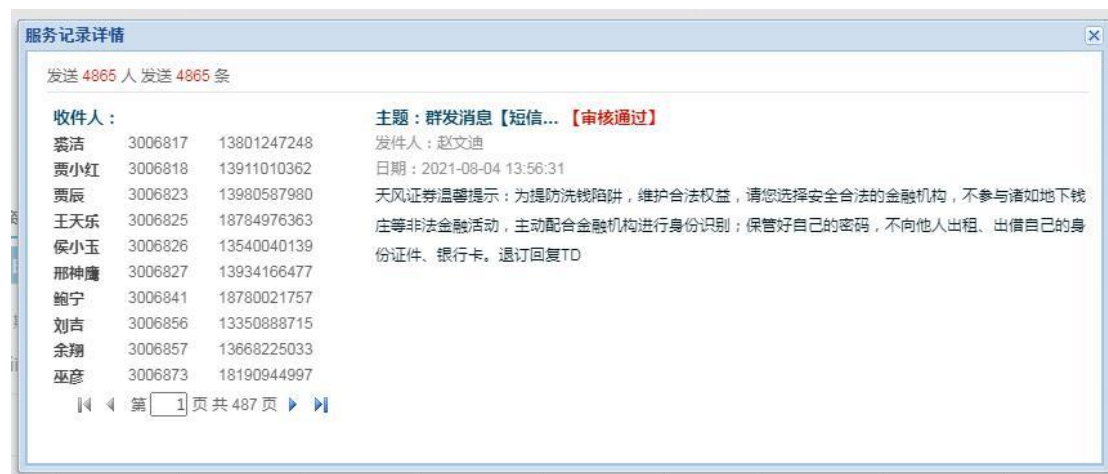 服务记录详情
发送 4865 人 发送 4865 条
收件人：
裘洁 3006817 13801247248
贾小红 3006818 13911010362
贾辰 3006823 13980587980
王天乐 3006825 18784976363
侯小玉 3006826 13540040139
邢神鹰 3006827 13934166477
鲍宁 3006841 18780021757
刘吉 3006856 13350888715
余翔 3006857 13668225033
巫彦 3006873 18190944997
第 1 页 共 487 页
主题：群发消息【短信... 【审核通过】
发件人：赵文迪
日期：2021-08-04 13:56:31
天风证券温馨提示：为提防洗钱陷阱，维护合法权益，请您选择安全合法的金融机构，不参与诸如地下钱
庄等非法金融活动，主动配合金融机构进行身份识别；保管好自己的密码，不向他人出租、出借自己的身
份证件、银行卡。退订回复TD